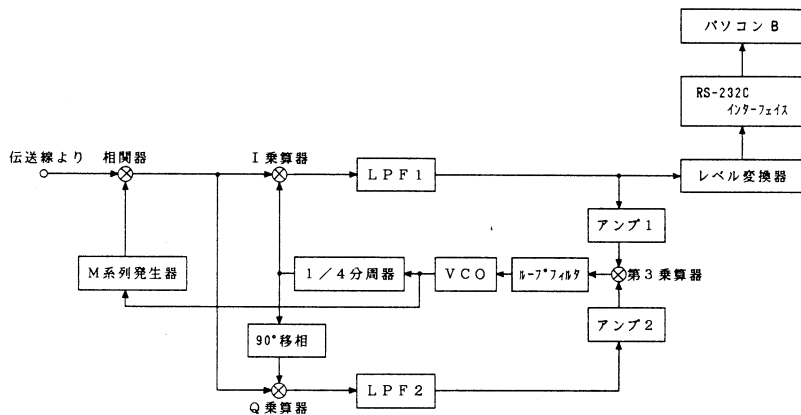 パソコンB
RS-232C
インターフェイス
伝送線より
相関器
I乗算器
LPF1
レベル変換器
アンプ1
M系列発生器
1/4分周器
VCO
ループフィルタ
第3乗算器
90°移相
アンプ2
LPF2
Q乗算器